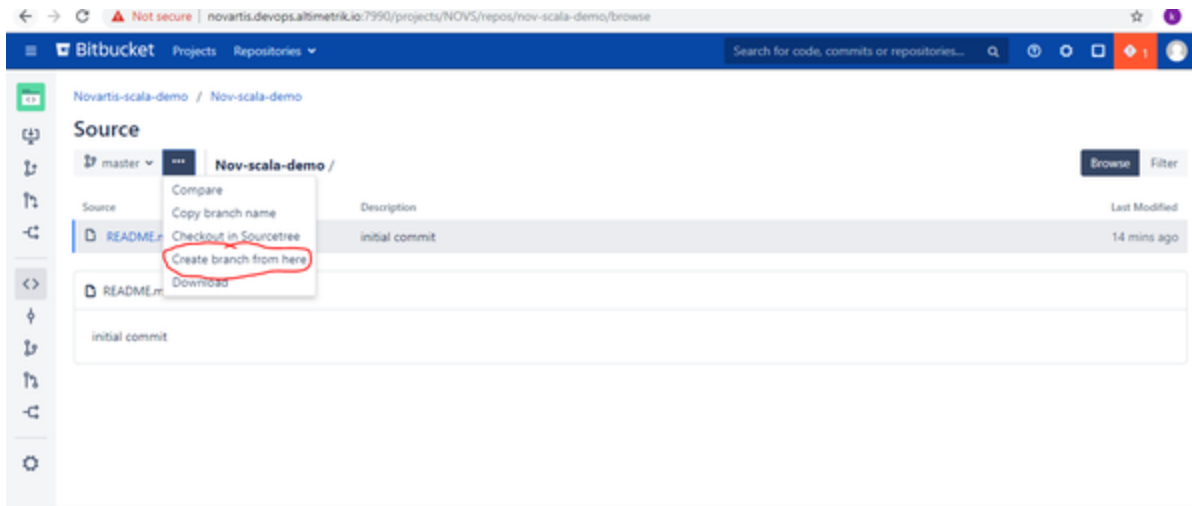 Not secure | novartis.devops.altimetrik.io:7990/projects/NOVS/repos/nov-scala-demo/browse
k
Bitbucket Projects Repositories Search for code, commits or repositories... 1
Novartis-scala-demo / Nov-scala-demo
Source
master ••• Nov-scala-demo / Browse Filter
Compare
Source Description Last Modified
Copy branch name
README.m initial commit 14 mins ago
Checkout in Sourcetree
Create branch from here
Download
README.m
initial commit